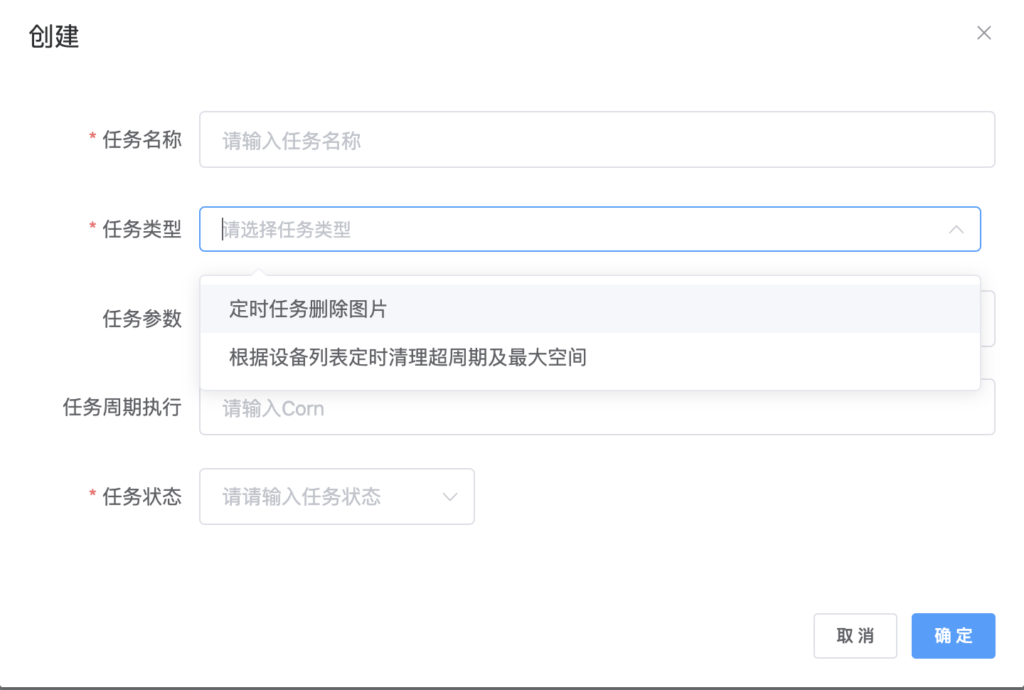 创建
* 任务名称 请输入任务名称
* 任务类型 请选择任务类型
定时任务删除图片
任务参数
根据设备列表定时清理超周期及最大空间
任务周期执行 请输入Corn
* 任务状态 请请输入任务状态
取消 确定